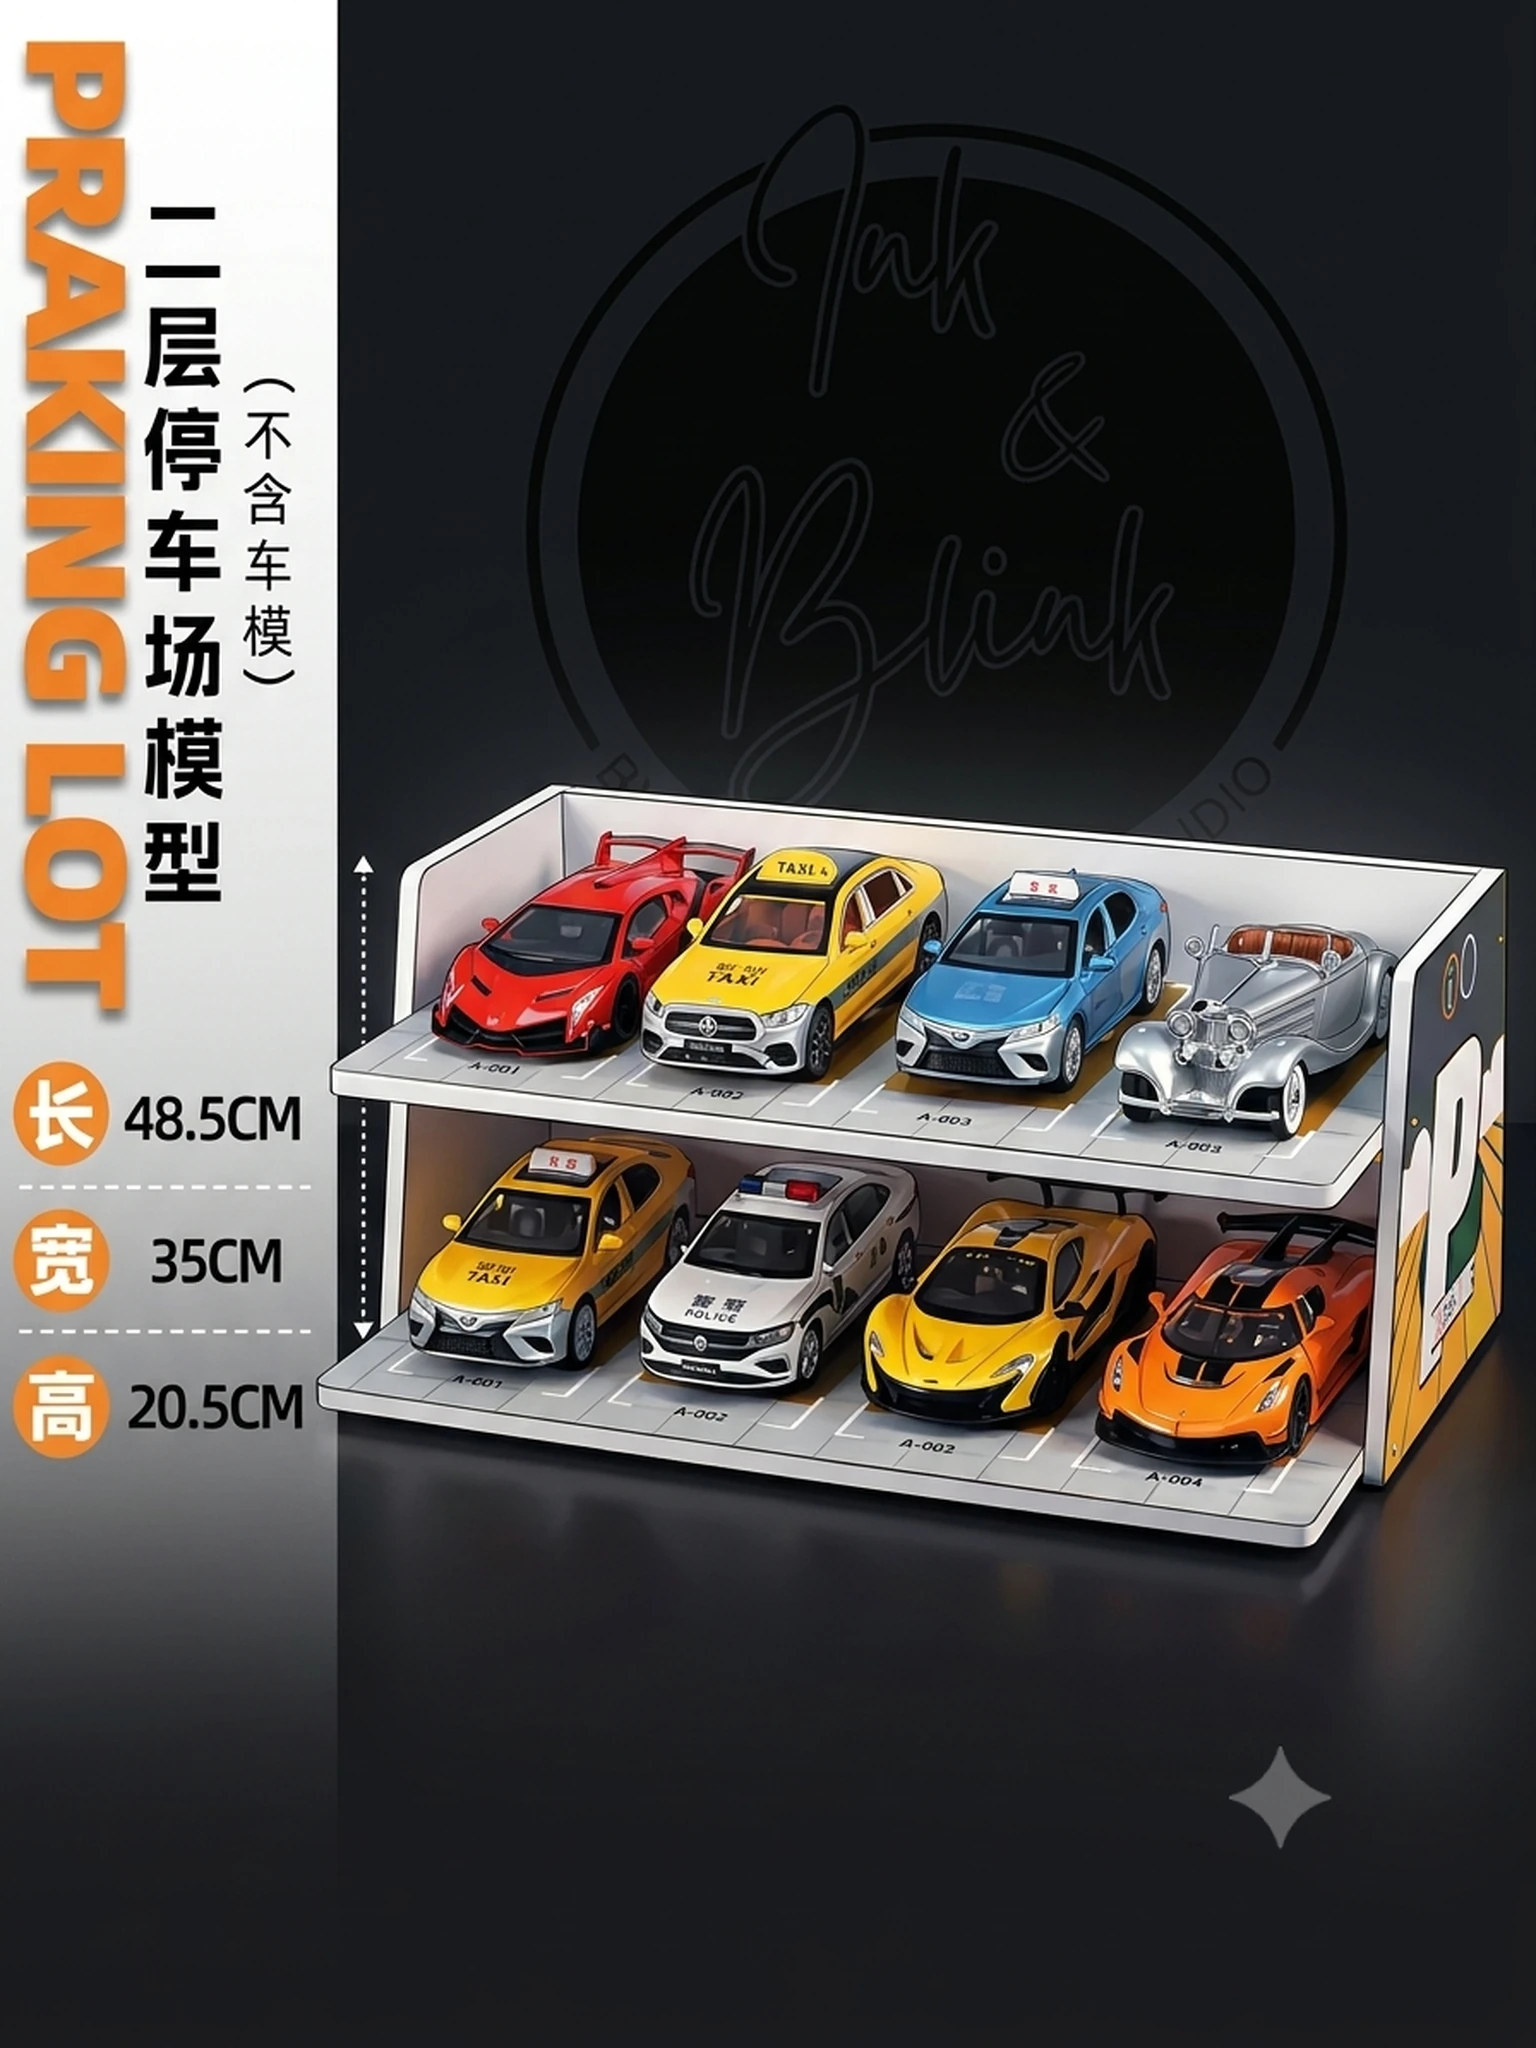 PRAKING LOT
二层停车场模型
（不含车模）
长 48.5CM
宽 35CM
高 20.5CM
Ink
&
Blink
TAXI
TAXI
A-001
A-002
A-003
A-003
TAXI
POLICE
A-001
A-002
A-002
A-004
P